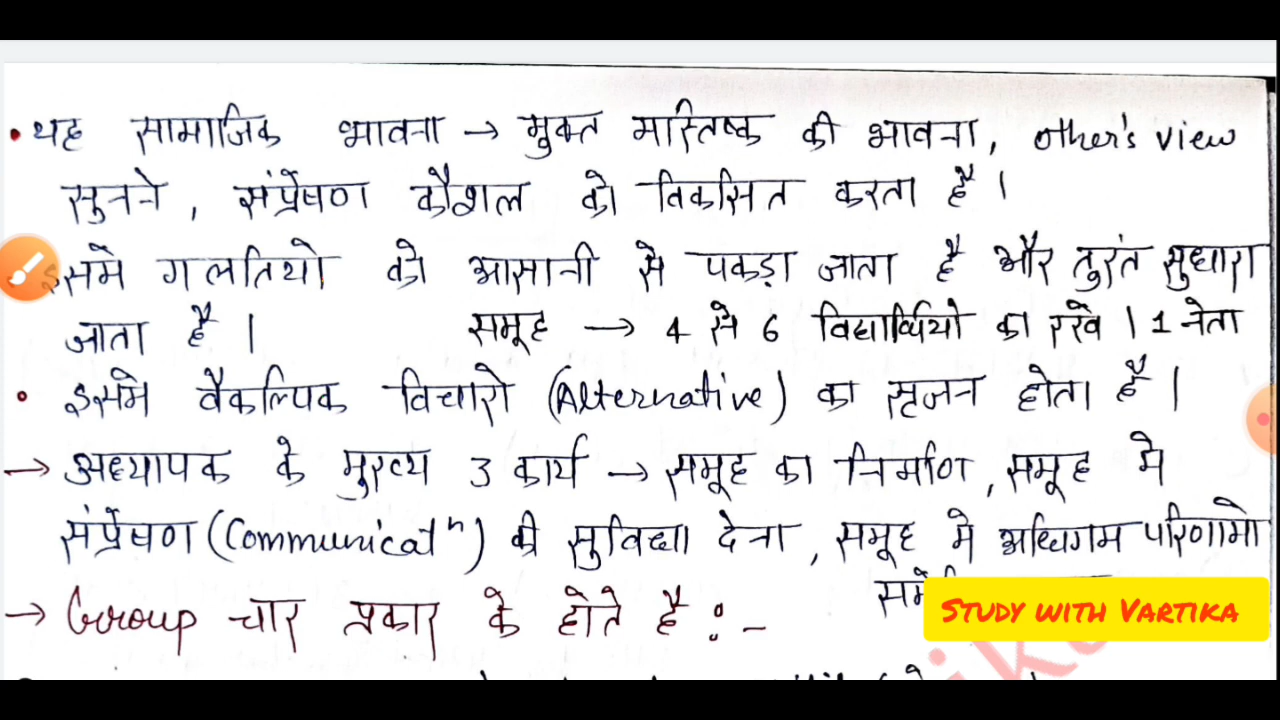 • यह सामाजिक भावना → मुक्त मस्तिष्क की भावना, other's view
सुनने, संप्रेषण कौशल को विकसित करता है।
इसमे गलतियो को आसानी से पकड़ा जाता है और तुरंत सुधारा
जाता है। समूह → 4 से 6 विद्यार्थियो का रखे। 1 नेता
• इसमे वैकल्पिक विचारो (Alternative) का सृजन होता है।
→ अध्यापक के मुख्य 3 कार्य → समूह का निर्माण, समूह मे
संप्रेषण (Communicatⁿ) की सुविधा देना, समूह मे अधिगम परिणामो
→ Group चार प्रकार के होते है :-
STUDY WITH VARTIKA